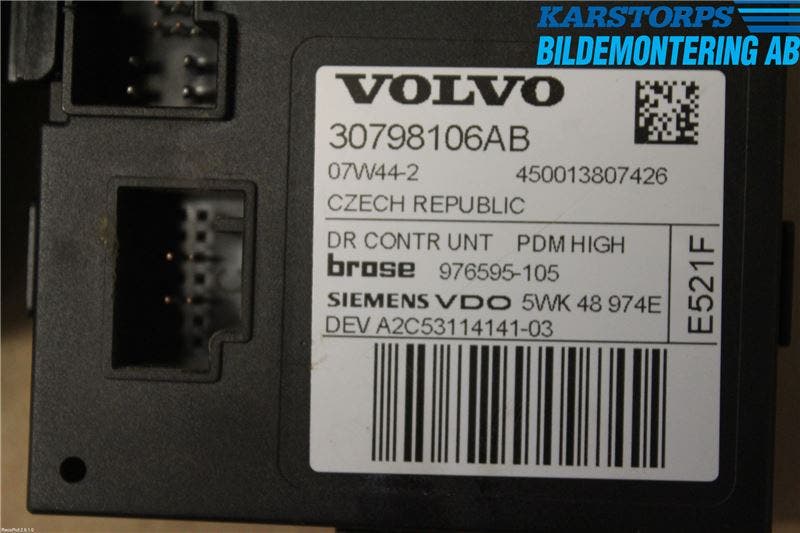 KARSTORPS
BILDEMONTERING AB
VOLVO
30798106AB
07W44-2 450013807426
CZECH REPUBLIC
DR CONTR UNT PDM HIGH
brose 976595-105
SIEMENS VDO 5WK 48 974E
DEV A2C53114141-03
E521F